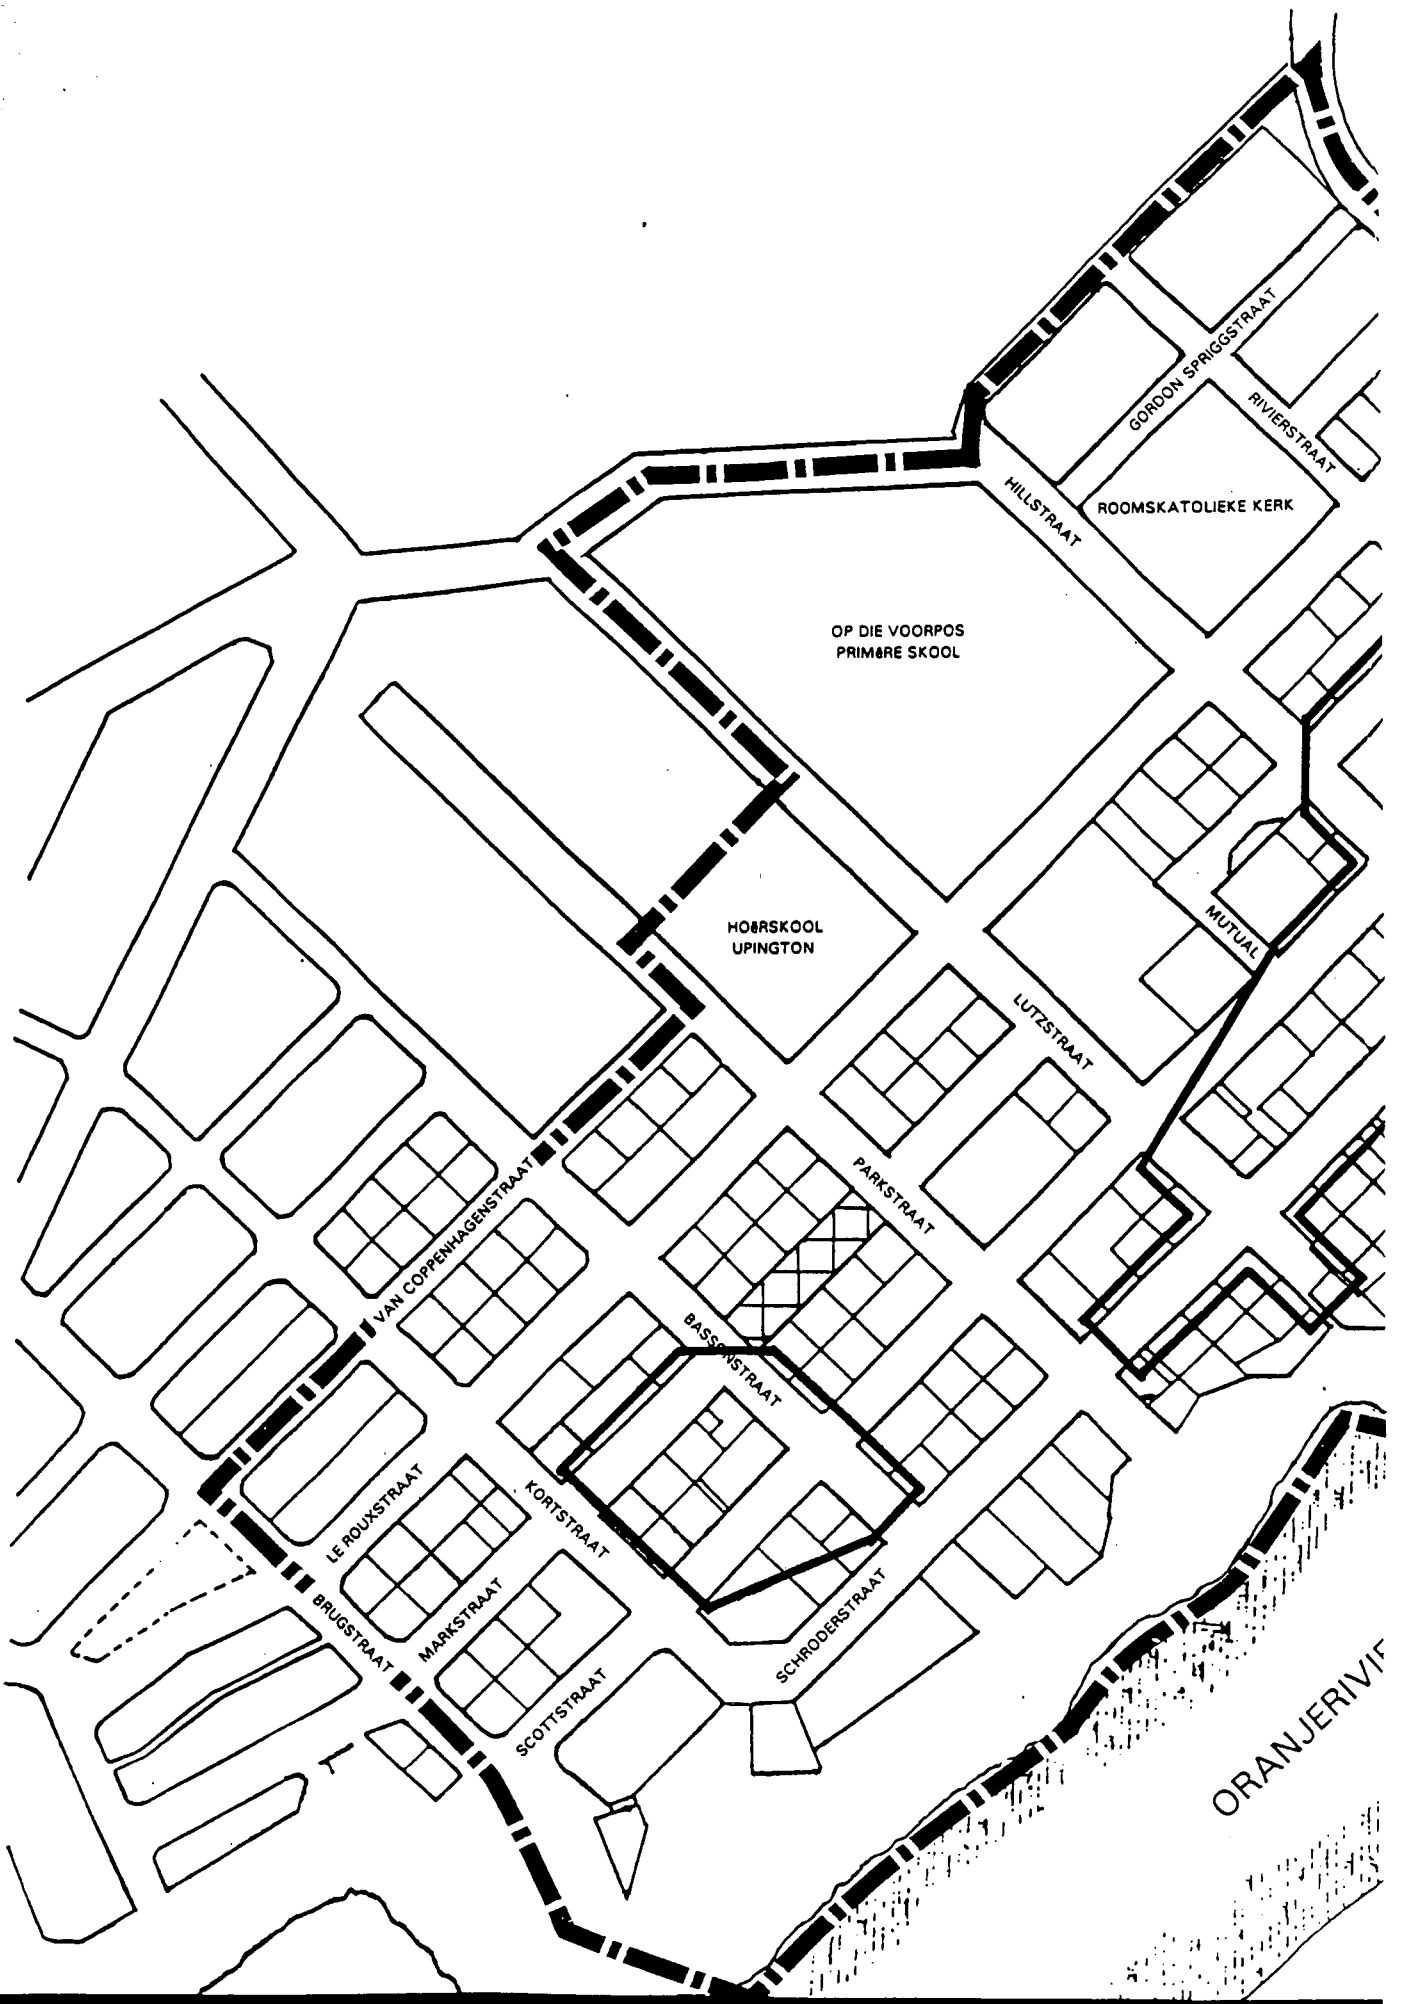 GORDON SPRIGGSTRAAT
RIVIERSTRAAT
HILLSTRAAT
ROOMSKATOLIEKE KERK
OP DIE VOORPOS
PRIMêRE SKOOL
HOëRSKOOL
UPINGTON
MUTUAL
LUTZSTRAAT
PARKSTRAAT
VAN COPPENHAGENSTRAAT
BASSONSTRAAT
LE ROUXSTRAAT
KORTSTRAAT
BRUGSTRAAT
MARKSTRAAT
SCHRODERSTRAAT
SCOTTSTRAAT
ORANJERIVIE